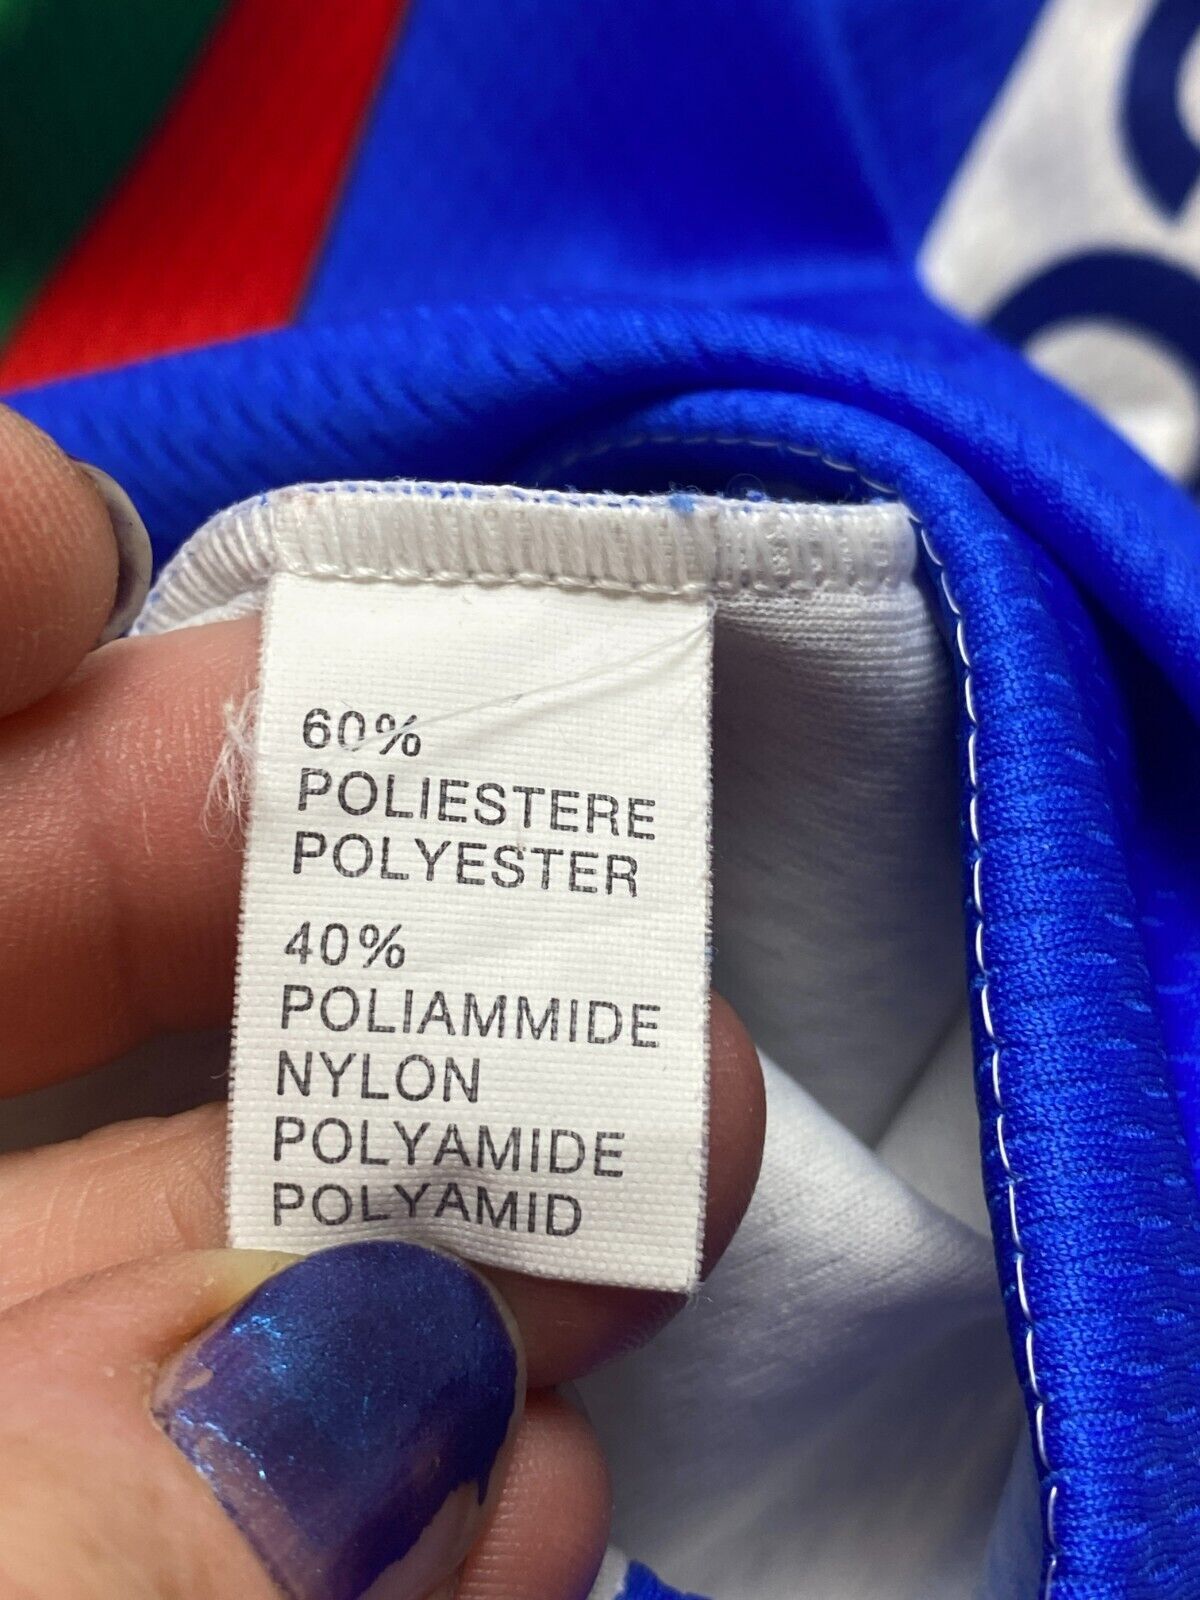 60%
POLIESTERE
POLYESTER
40%
POLIAMMIDE
NYLON
POLYAMIDE
POLYAMID